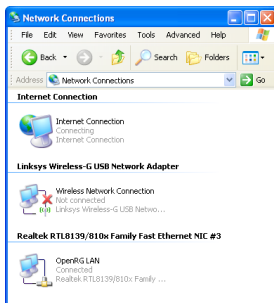 Network Connections
File Edit View Favorites Tools Advanced Help
Back Search Folders
Address Network Connections Go
Internet Connection
Internet Connection
Connecting
Internet Connection
Linksys Wireless-G USB Network Adapter
Wireless Network Connection
Not connected
Linksys Wireless-G USB Netwo...
Realtek RTL8139/810x Family Fast Ethernet NIC #3
OpenRG LAN
Connected
Realtek RTL8139/810x Family ...